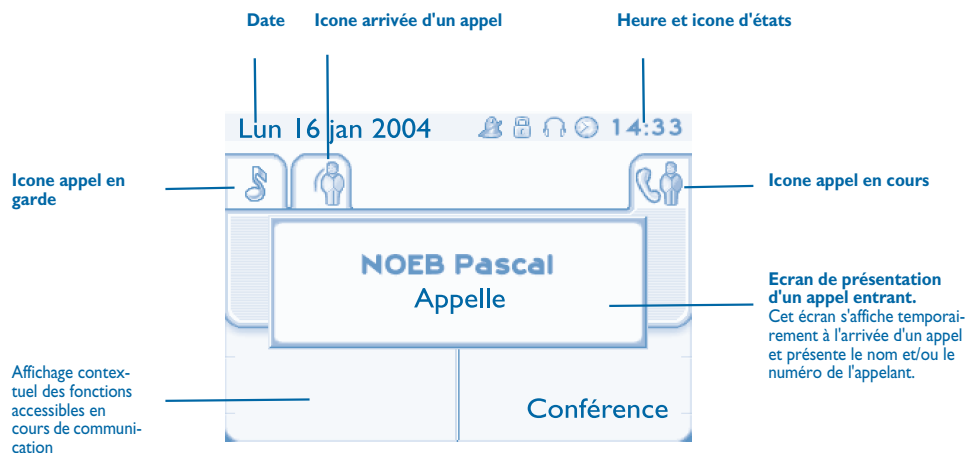 Date
Icone arrivée d'un appel
Heure et icone d'états
Lun 16 jan 2004
14:33
Icone appel en
garde
Icone appel en cours
NOEB Pascal
Appelle
Ecran de présentation
d'un appel entrant.
Cet écran s'affiche temporai-
rement à l'arrivée d'un appel
et présente le nom et/ou le
numéro de l'appelant.
Affichage contex-
tuel des fonctions
accessibles en
cours de communi-
cation
Conférence